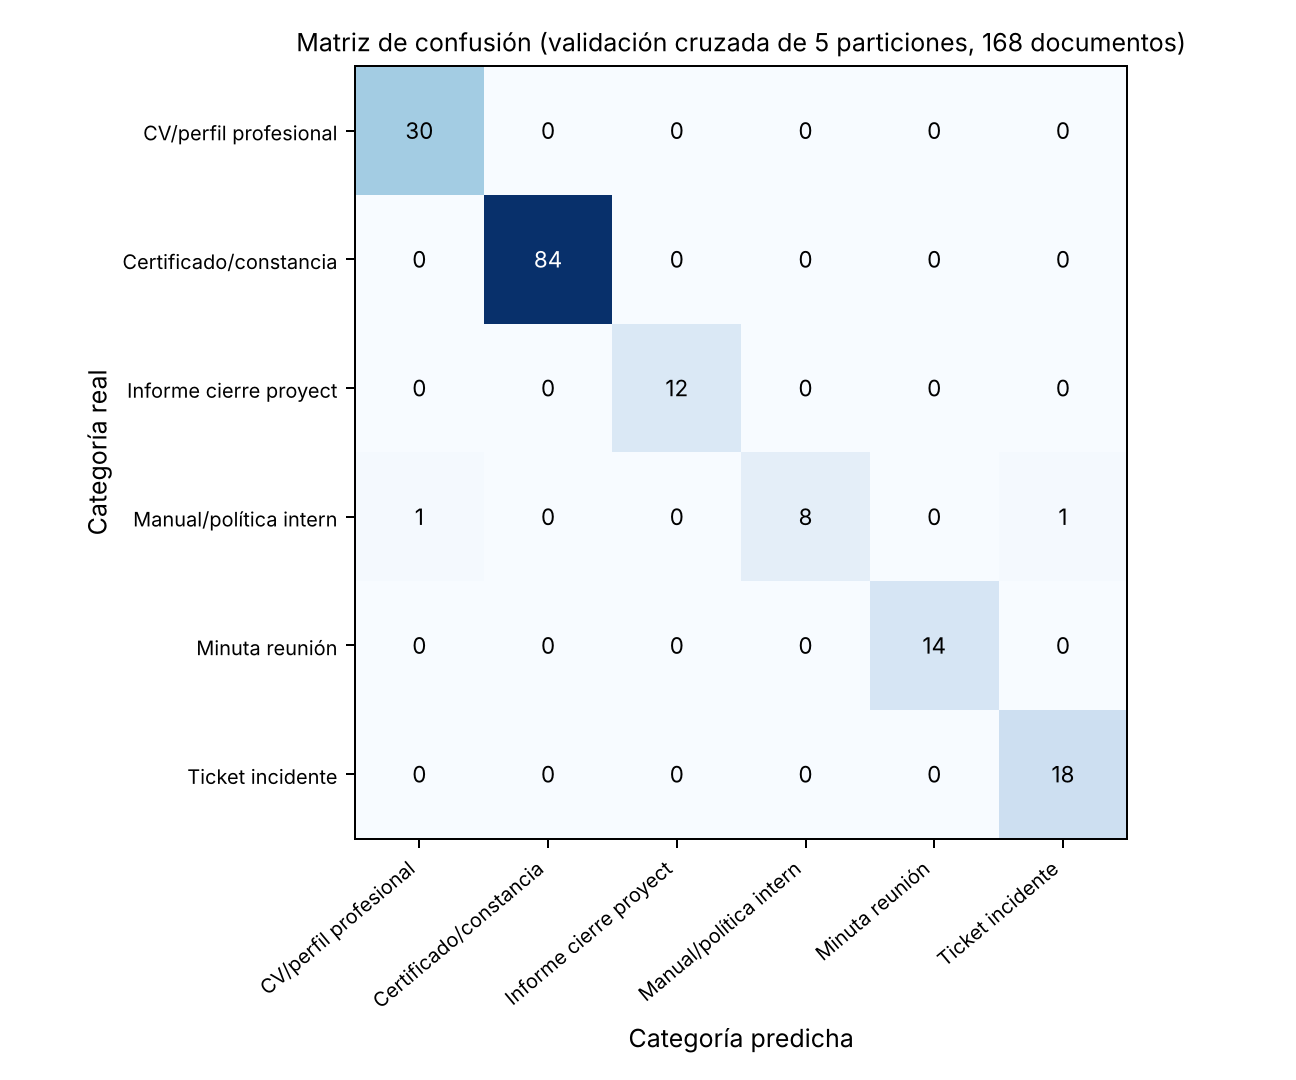 Matriz de confusión (validación cruzada de 5 particiones, 168 documentos)
Categoría real
CV/perfil profesional 30 0 0 0 0 0
Certificado/constancia 0 84 0 0 0 0
Informe cierre proyect 0 0 12 0 0 0
Manual/política intern 1 0 0 8 0 1
Minuta reunión 0 0 0 0 14 0
Ticket incidente 0 0 0 0 0 18
CV/perfil profesional
Certificado/constancia
Informe cierre proyect
Manual/política intern
Minuta reunión
Ticket incidente
Categoría predicha